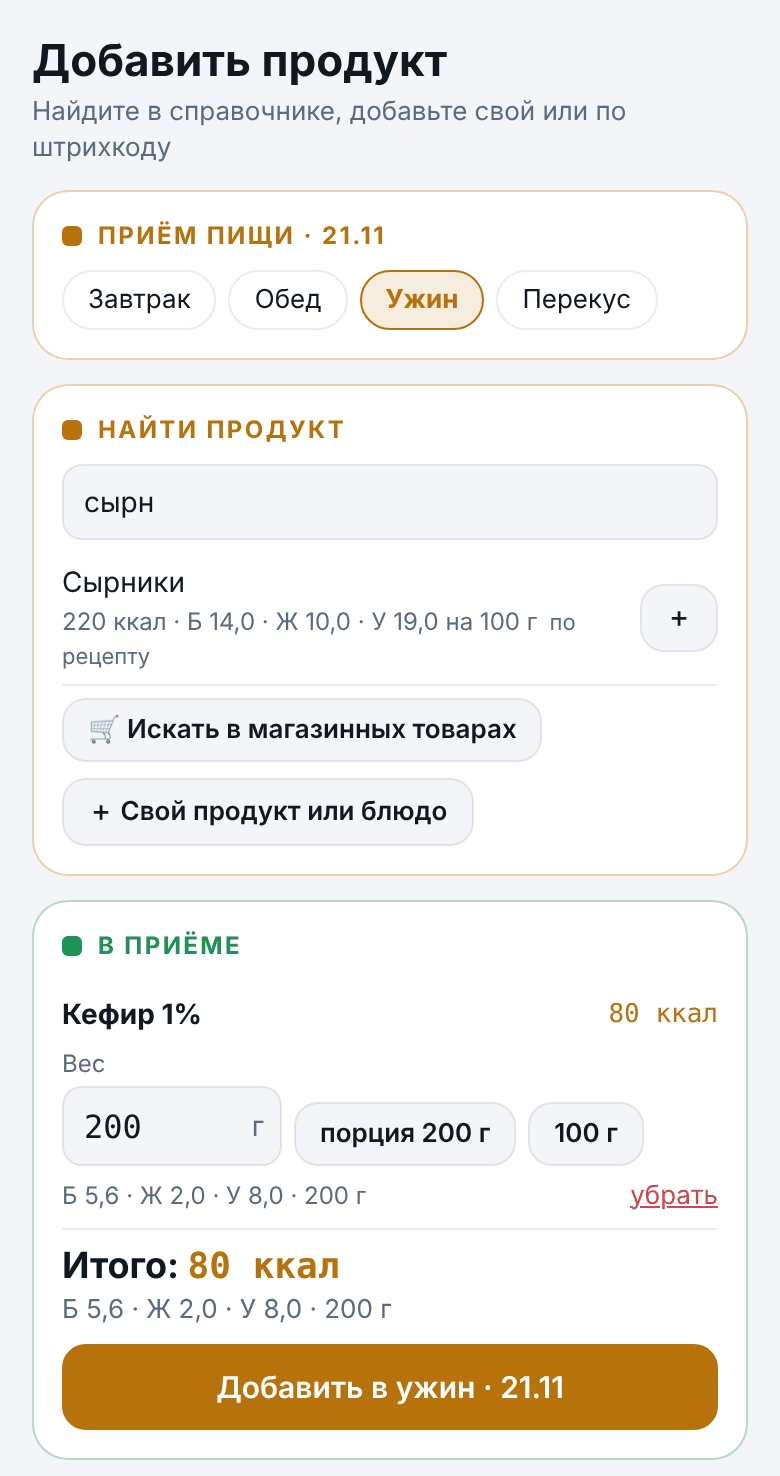 Добавить продукт
Найдите в справочнике, добавьте свой или по
штрихкоду
ПРИЁМ ПИЩИ · 21.11
Завтрак Обед Ужин Перекус
НАЙТИ ПРОДУКТ
сырн
Сырники
220 ккал · Б 14,0 · Ж 10,0 · У 19,0 на 100 г по
рецепту
+
🛒 Искать в магазинных товарах
+ Свой продукт или блюдо
В ПРИЁМЕ
Кефир 1% 80 ккал
Вес
200 г порция 200 г 100 г
Б 5,6 · Ж 2,0 · У 8,0 · 200 г убрать
Итого: 80 ккал
Б 5,6 · Ж 2,0 · У 8,0 · 200 г
Добавить в ужин · 21.11